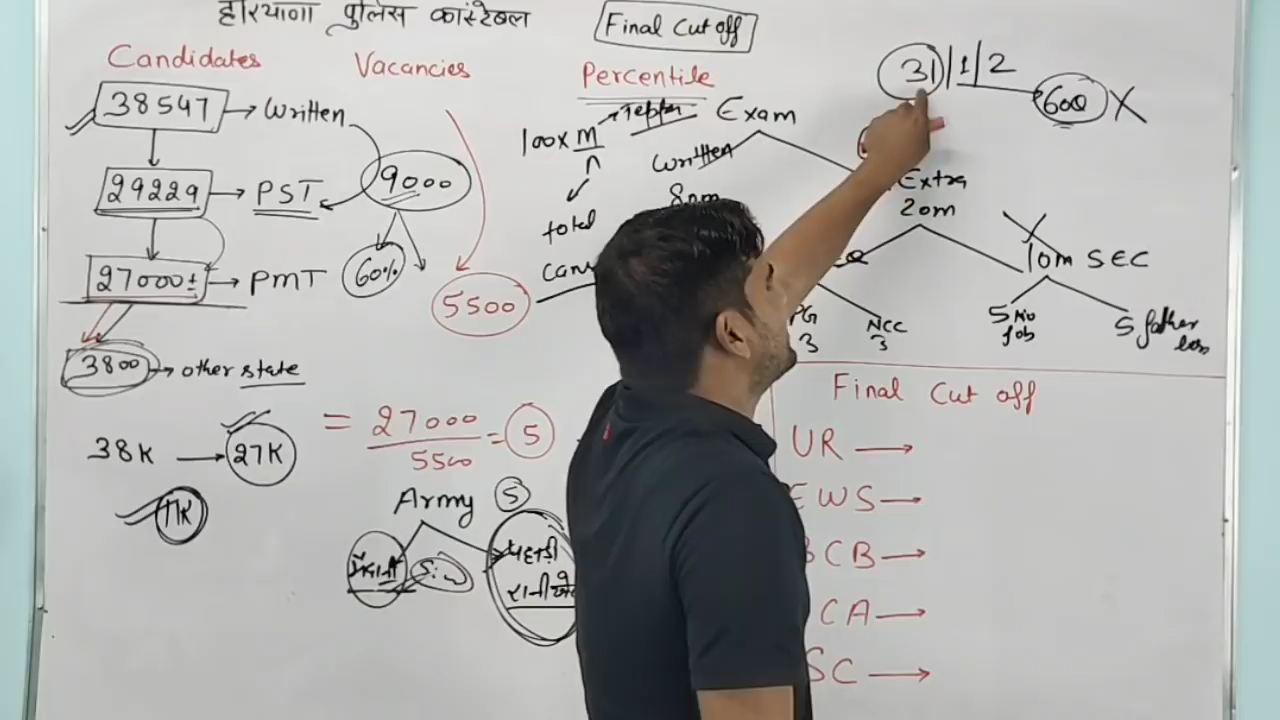 हरियाणा पुलिस कांस्टेबल
Final Cut off
Candidates
Vacancies
Percentile
31/1/2
600 X
38547 → Written
9000
60%
29229 → PST
27000± → PMT
5500
3800 → other state
38K → 27K
11K
= 27000/5500 = 5
Army 5
पहाड़ी
100x m/n
total
Exam
Written
Extra
20m
10m SEC
PG
3
NCC
3
5 No
Job
5 father
Final Cut off
UR →
EWS →
BCB →
CA →
SC →